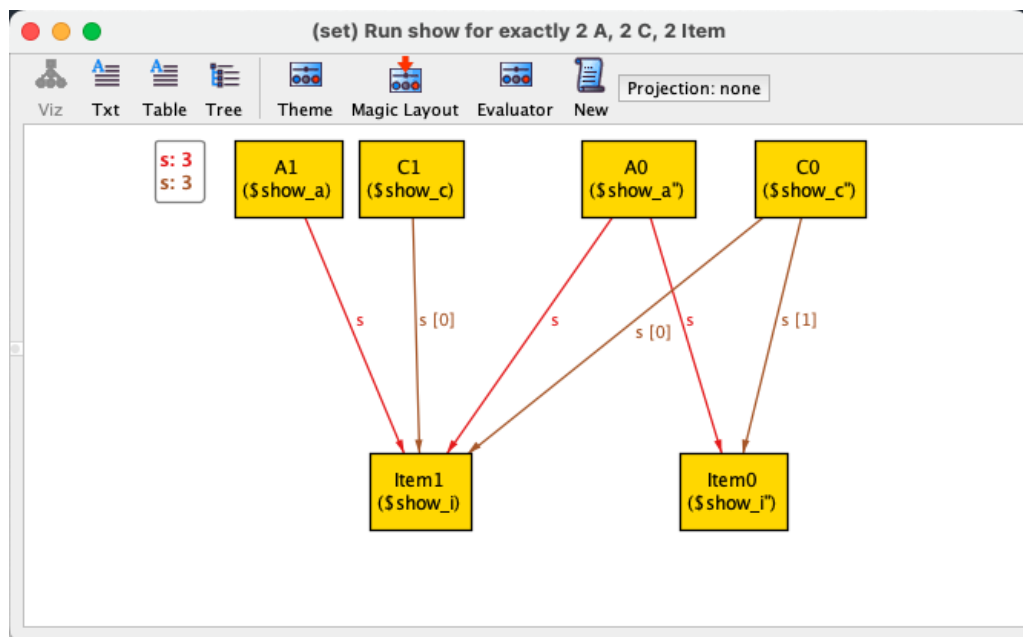 (set) Run show for exactly 2 A, 2 C, 2 Item
Viz Txt Table Tree Theme Magic Layout Evaluator New Projection: none
s: 3
s: 3
A1
($show_a)
C1
($show_c)
A0
($show_a")
C0
($show_c")
s
s [0]
s
s [0]
s
s [1]
Item1
($show_i)
Item0
($show_i")